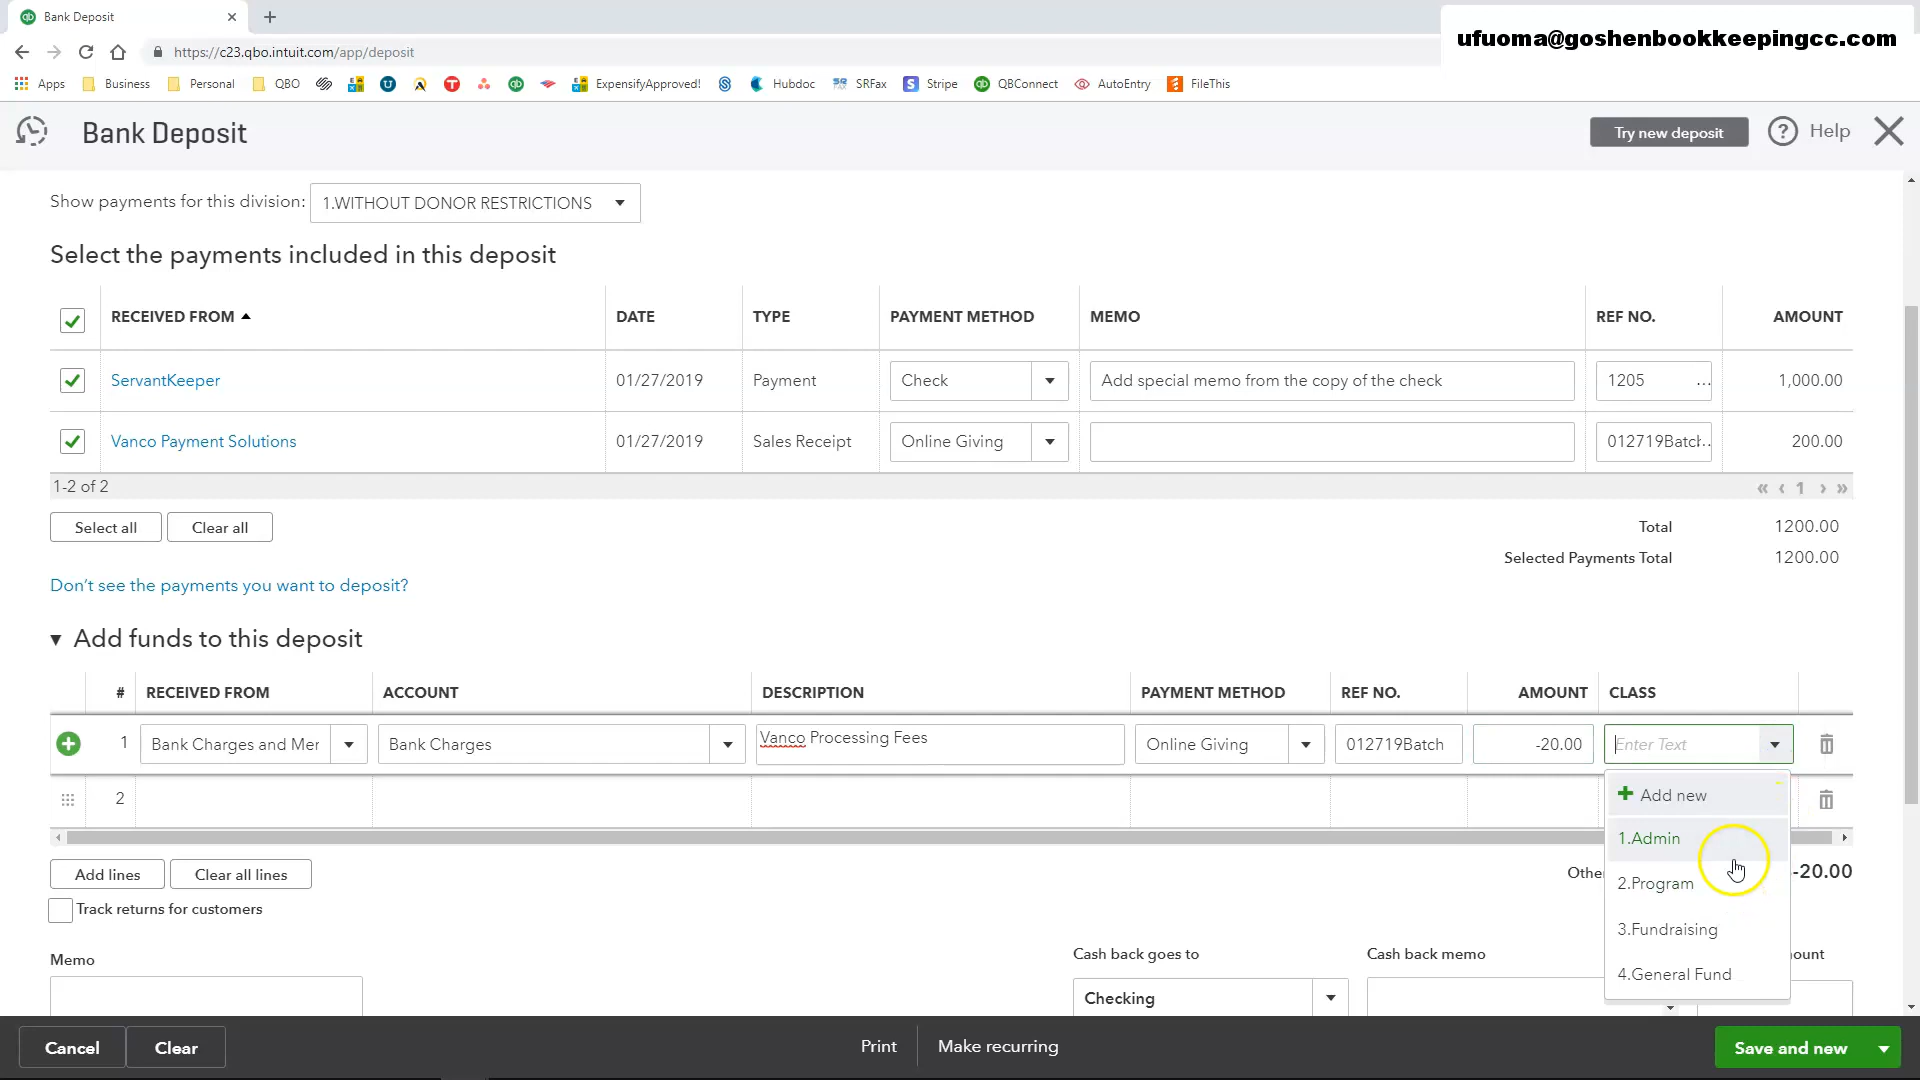 Bank Deposit
https://c23.qbo.intuit.com/app/deposit
ufuoma@goshenbookkeepingcc.com
Apps Business Personal QBO ExpensifyApproved! Hubdoc SRFax Stripe QBConnect AutoEntry FileThis
Bank Deposit
Try new deposit
Help
Show payments for this division: 1.WITHOUT DONOR RESTRICTIONS
Select the payments included in this deposit
RECEIVED FROM DATE TYPE PAYMENT METHOD MEMO REF NO. AMOUNT
ServantKeeper 01/27/2019 Payment Check Add special memo from the copy of the check 1205 ... 1,000.00
Vanco Payment Solutions 01/27/2019 Sales Receipt Online Giving 012719Batch... 200.00
1-2 of 2 « ‹ 1 › »
Select all Clear all
Total 1200.00
Selected Payments Total 1200.00
Don't see the payments you want to deposit?
Add funds to this deposit
# RECEIVED FROM ACCOUNT DESCRIPTION PAYMENT METHOD REF NO. AMOUNT CLASS
1 Bank Charges and Mer Bank Charges Vanco Processing Fees Online Giving 012719Batch -20.00 Enter Text
2
Add new
1.Admin
2.Program
3.Fundraising
4.General Fund
Add lines Clear all lines
Othe -20.00
Track returns for customers
Memo
Cash back goes to Cash back memo ount
Checking
Cancel Clear Print Make recurring Save and new